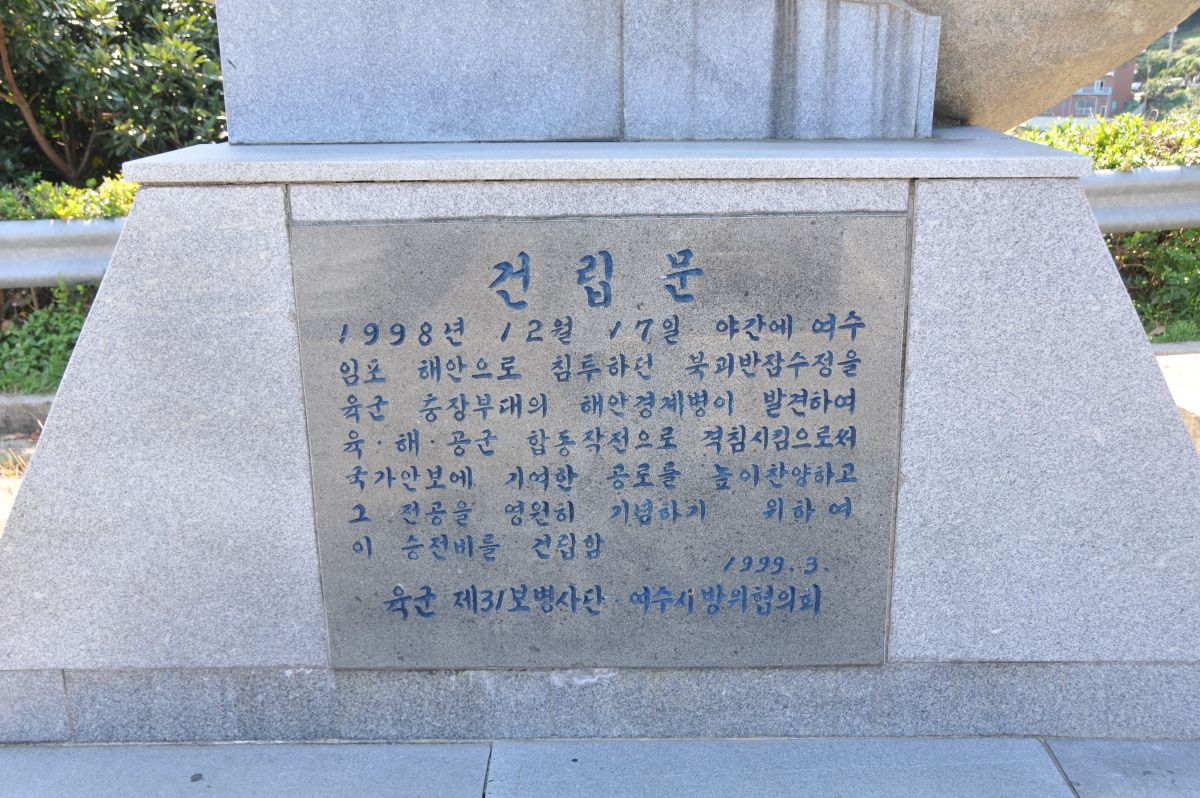 건립문
1998년 12월 17일 야간에 여수
임포 해안으로 침투하던 북괴반잠수정을
육군 충장부대의 해안경계병이 발견하여
육·해·공군 합동작전으로 격침시킴으로써
국가안보에 기여한 공로를 높이찬양하고
그 전공을 영원히 기념하기 위하여
이 승전비를 건립함
1999.3.
육군 제31보병사단·여수시방위협의회